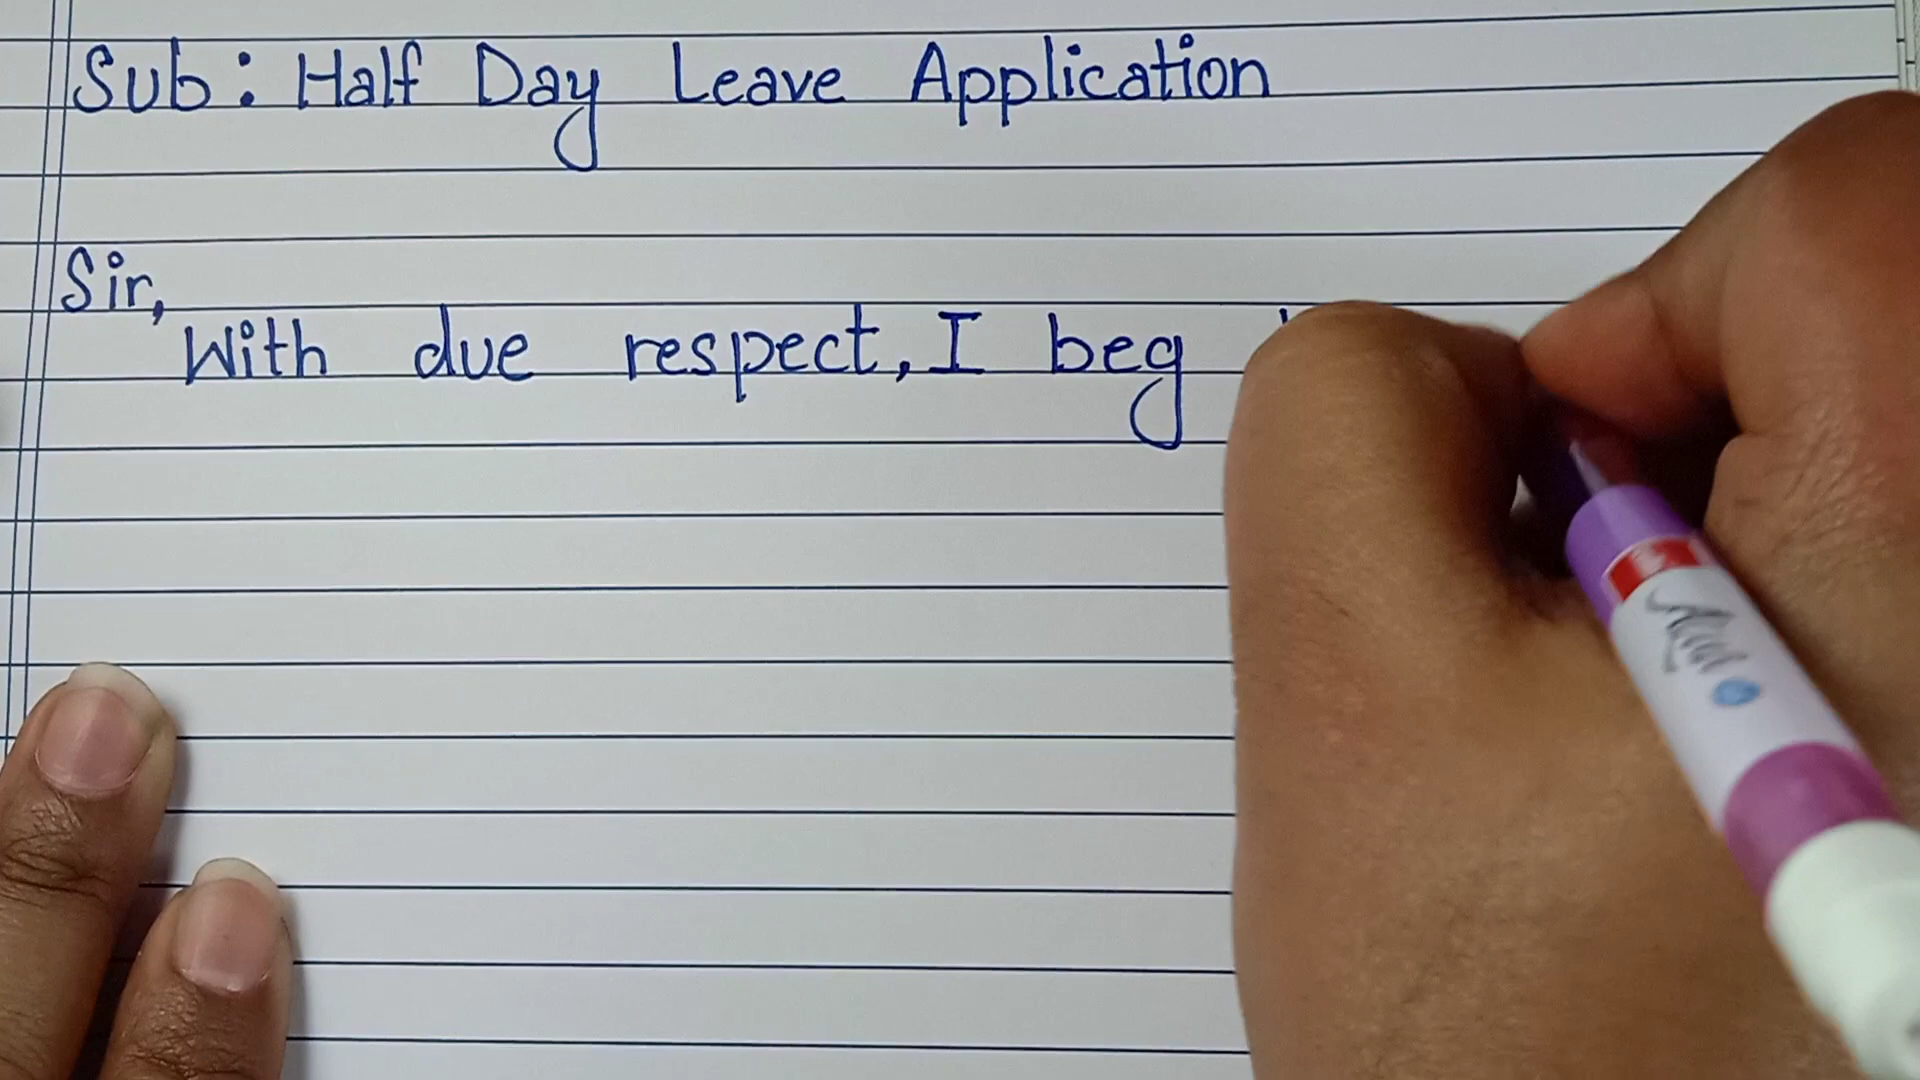 Sub: Half Day Leave Application
Sir,
With due respect, I beg